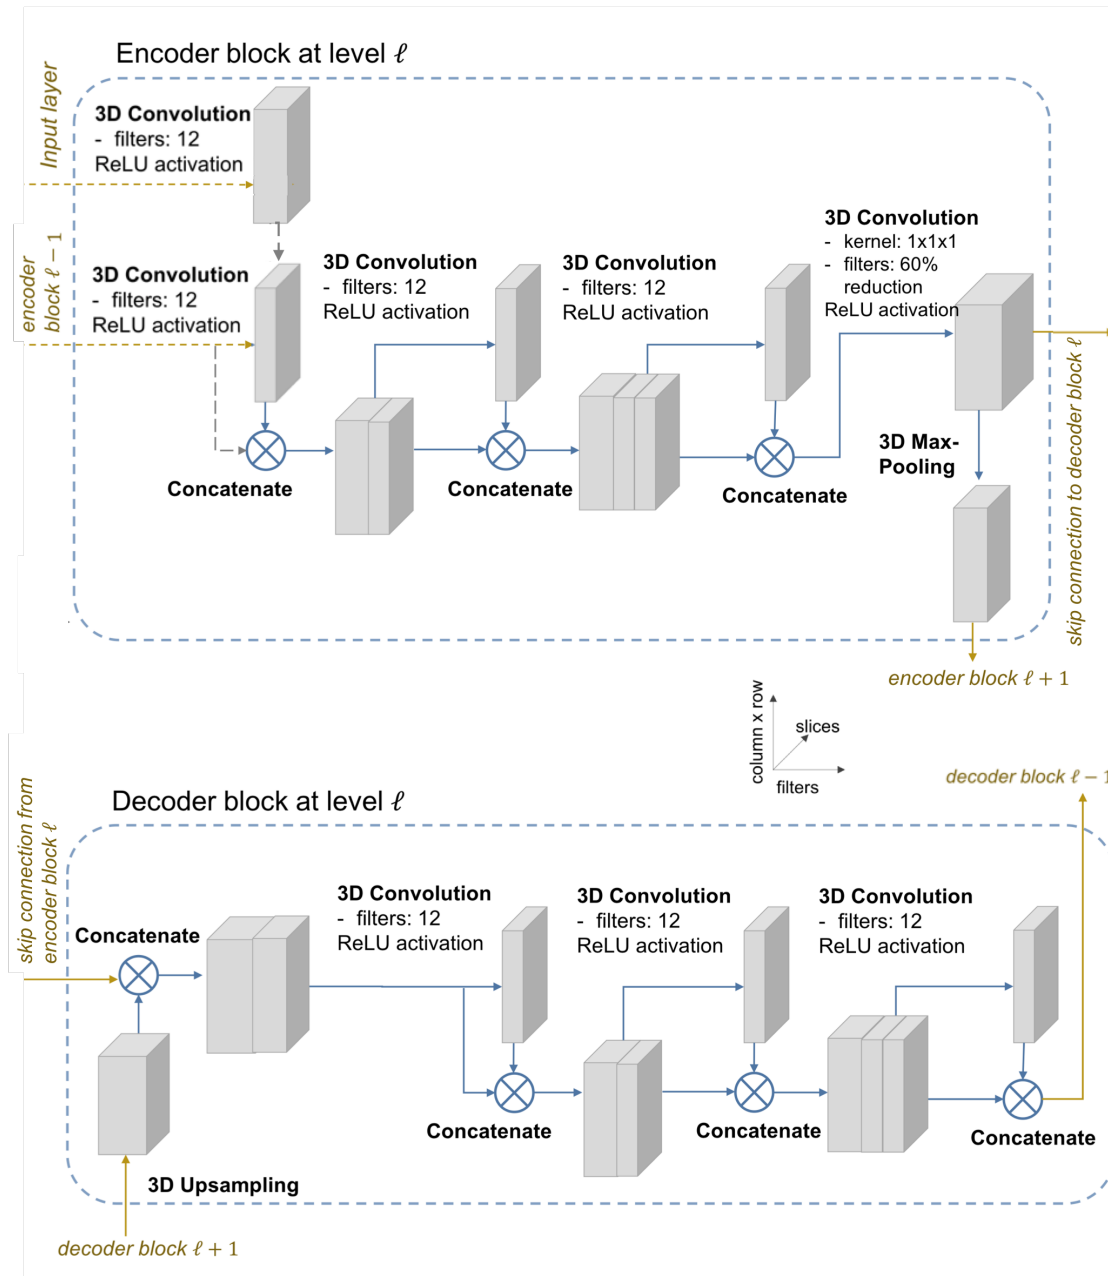 Encoder block at level ℓ
Input layer
3D Convolution
- filters: 12
ReLU activation
encoder
block ℓ − 1
3D Convolution
- filters: 12
ReLU activation
3D Convolution
- filters: 12
ReLU activation
3D Convolution
- filters: 12
ReLU activation
3D Convolution
- kernel: 1x1x1
- filters: 60%
reduction
ReLU activation
Concatenate
Concatenate
Concatenate
3D Max-
Pooling
skip connection to decoder block ℓ
encoder block ℓ + 1
column x row
slices
filters
decoder block ℓ − 1
Decoder block at level ℓ
skip connection from
encoder block ℓ
Concatenate
3D Convolution
- filters: 12
ReLU activation
3D Convolution
- filters: 12
ReLU activation
3D Convolution
- filters: 12
ReLU activation
Concatenate
Concatenate
Concatenate
3D Upsampling
decoder block ℓ + 1